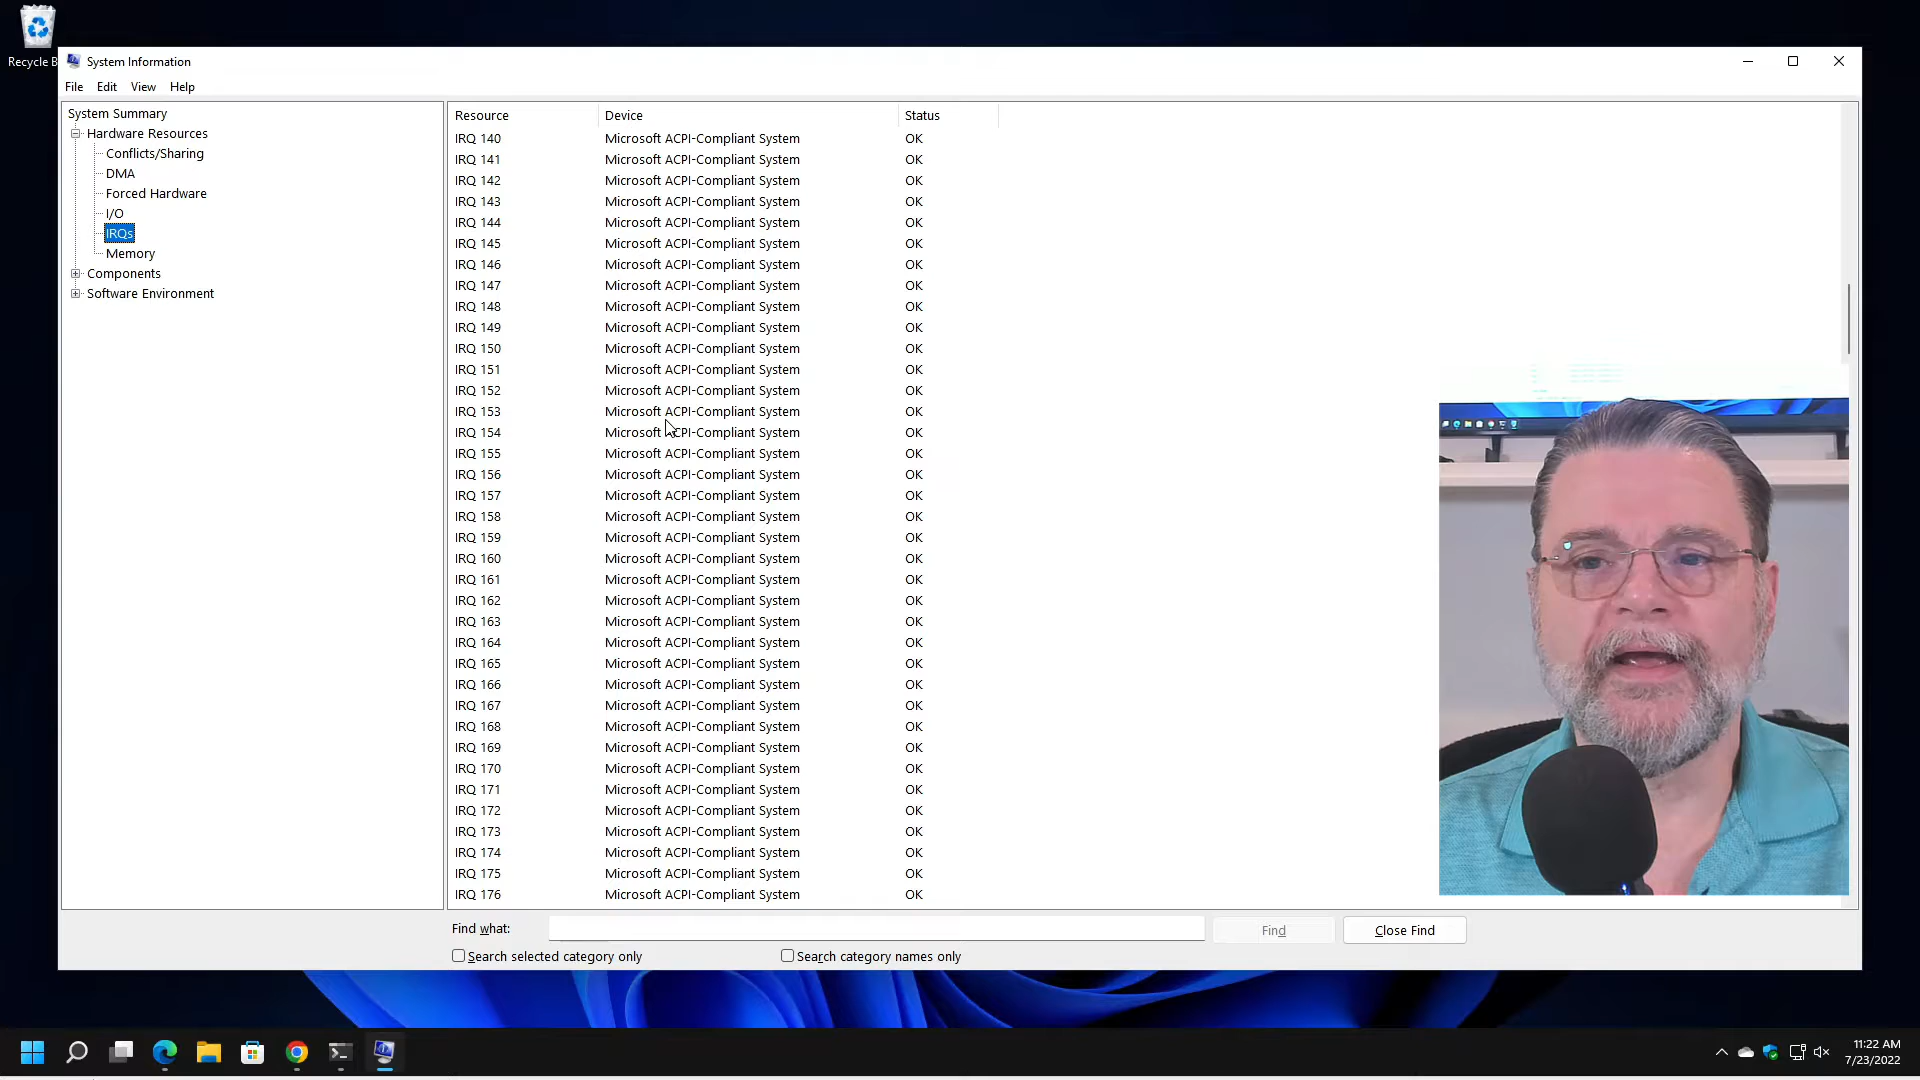 Recycle B
System Information
File Edit View Help
System Summary
Hardware Resources
Conflicts/Sharing
DMA
Forced Hardware
I/O
IRQs
Memory
Components
Software Environment
Resource Device Status
IRQ 140 Microsoft ACPI-Compliant System OK
IRQ 141 Microsoft ACPI-Compliant System OK
IRQ 142 Microsoft ACPI-Compliant System OK
IRQ 143 Microsoft ACPI-Compliant System OK
IRQ 144 Microsoft ACPI-Compliant System OK
IRQ 145 Microsoft ACPI-Compliant System OK
IRQ 146 Microsoft ACPI-Compliant System OK
IRQ 147 Microsoft ACPI-Compliant System OK
IRQ 148 Microsoft ACPI-Compliant System OK
IRQ 149 Microsoft ACPI-Compliant System OK
IRQ 150 Microsoft ACPI-Compliant System OK
IRQ 151 Microsoft ACPI-Compliant System OK
IRQ 152 Microsoft ACPI-Compliant System OK
IRQ 153 Microsoft ACPI-Compliant System OK
IRQ 154 Microsoft ACPI-Compliant System OK
IRQ 155 Microsoft ACPI-Compliant System OK
IRQ 156 Microsoft ACPI-Compliant System OK
IRQ 157 Microsoft ACPI-Compliant System OK
IRQ 158 Microsoft ACPI-Compliant System OK
IRQ 159 Microsoft ACPI-Compliant System OK
IRQ 160 Microsoft ACPI-Compliant System OK
IRQ 161 Microsoft ACPI-Compliant System OK
IRQ 162 Microsoft ACPI-Compliant System OK
IRQ 163 Microsoft ACPI-Compliant System OK
IRQ 164 Microsoft ACPI-Compliant System OK
IRQ 165 Microsoft ACPI-Compliant System OK
IRQ 166 Microsoft ACPI-Compliant System OK
IRQ 167 Microsoft ACPI-Compliant System OK
IRQ 168 Microsoft ACPI-Compliant System OK
IRQ 169 Microsoft ACPI-Compliant System OK
IRQ 170 Microsoft ACPI-Compliant System OK
IRQ 171 Microsoft ACPI-Compliant System OK
IRQ 172 Microsoft ACPI-Compliant System OK
IRQ 173 Microsoft ACPI-Compliant System OK
IRQ 174 Microsoft ACPI-Compliant System OK
IRQ 175 Microsoft ACPI-Compliant System OK
IRQ 176 Microsoft ACPI-Compliant System OK
Find what: Find Close Find
Search selected category only Search category names only
11:22 AM
7/23/2022